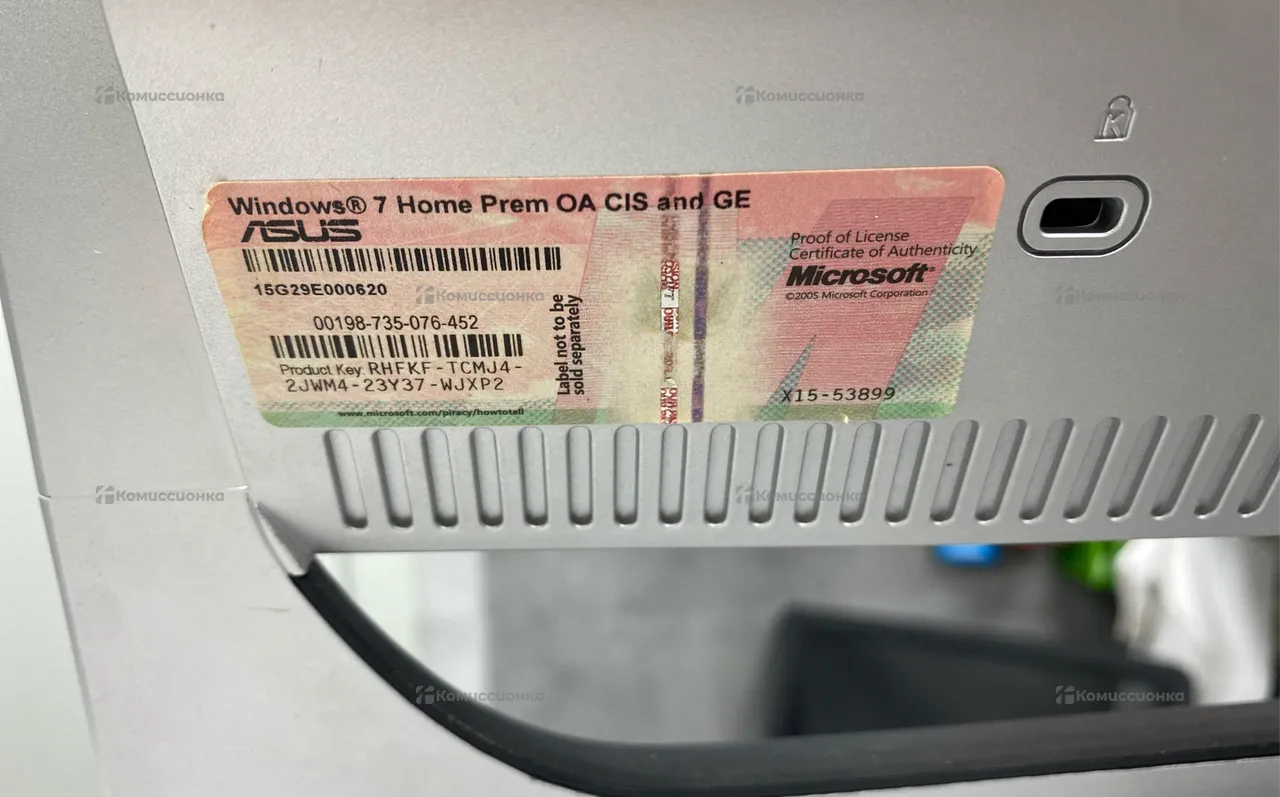 Windows® 7 Home Prem OA CIS and GE
ASUS
15G29E000620
00198-735-076-452
Product Key: RHFKF-TCMJ4-
2JWM4-23Y37-WJXP2
www.microsoft.com/piracy/howtotell
Label not to be
sold separately
Proof of License
Certificate of Authenticity
Microsoft®
©2005 Microsoft Corporation
X15-53899
K
Комиссионка
Комиссионка
Комиссионка
Комиссионка
Комиссионка
Комиссионка
Комиссионка
Комиссионка